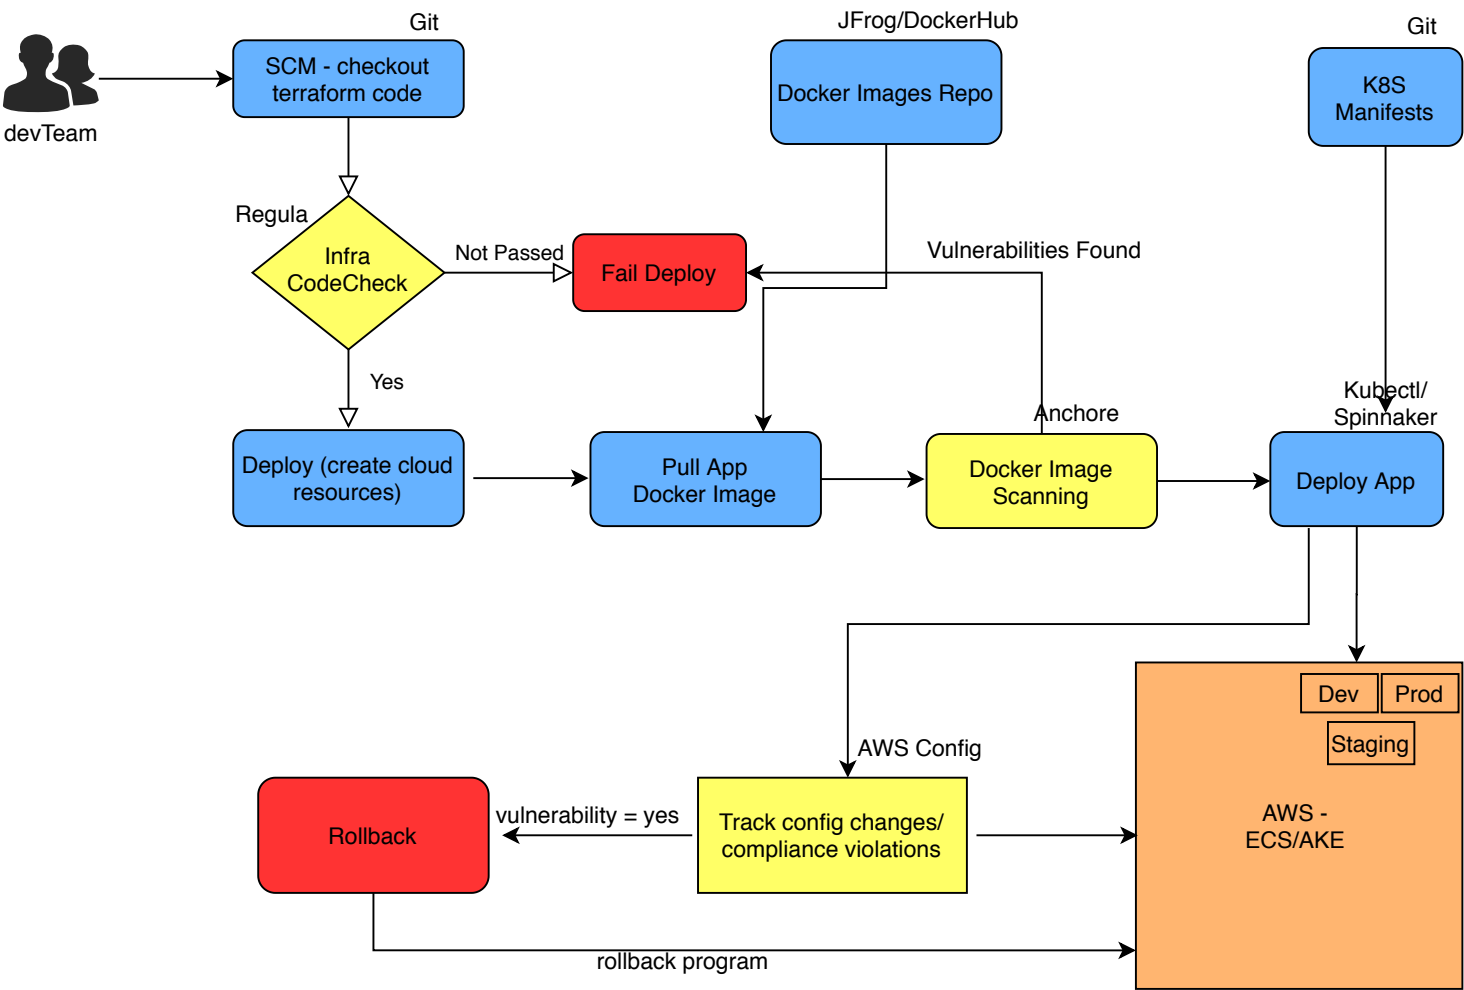 Git
JFrog/DockerHub
Git
devTeam
SCM - checkout
terraform code
Docker Images Repo
K8S
Manifests
Regula
Infra
CodeCheck
Not Passed
Fail Deploy
Vulnerabilities Found
Yes
Anchore
Kubectl/
Spinnaker
Deploy (create cloud
resources)
Pull App
Docker Image
Docker Image
Scanning
Deploy App
Dev
Prod
Staging
AWS Config
Rollback
vulnerability = yes
Track config changes/
compliance violations
AWS -
ECS/AKE
rollback program